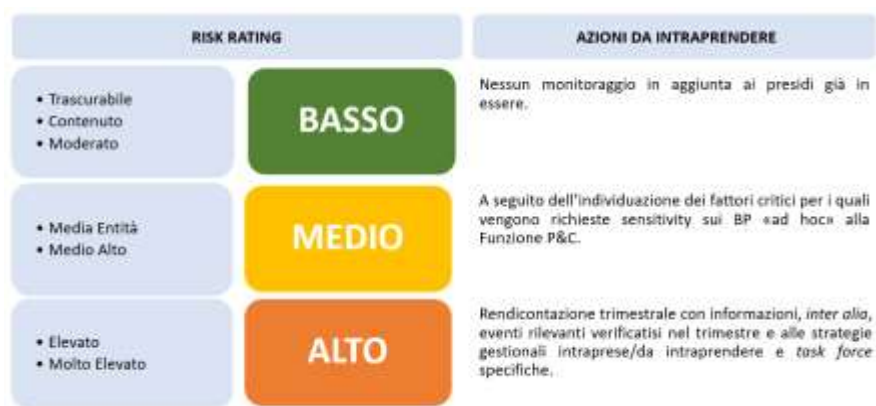 RISK RATING
AZIONI DA INTRAPRENDERE
• Trascurabile
• Contenuto
• Moderato
BASSO
Nessun monitoraggio in aggiunta ai presidi già in
essere.
• Media Entità
• Medio Alto
MEDIO
A seguito dell'individuazione dei fattori critici per i quali
vengono richieste sensitivity sui BP «ad hoc» alla
Funzione P&C.
• Elevato
• Molto Elevato
ALTO
Rendicontazione trimestrale con informazioni, inter alia,
eventi rilevanti verificatisi nel trimestre e alle strategie
gestionali intraprese/da intraprendere e task force
specifiche.